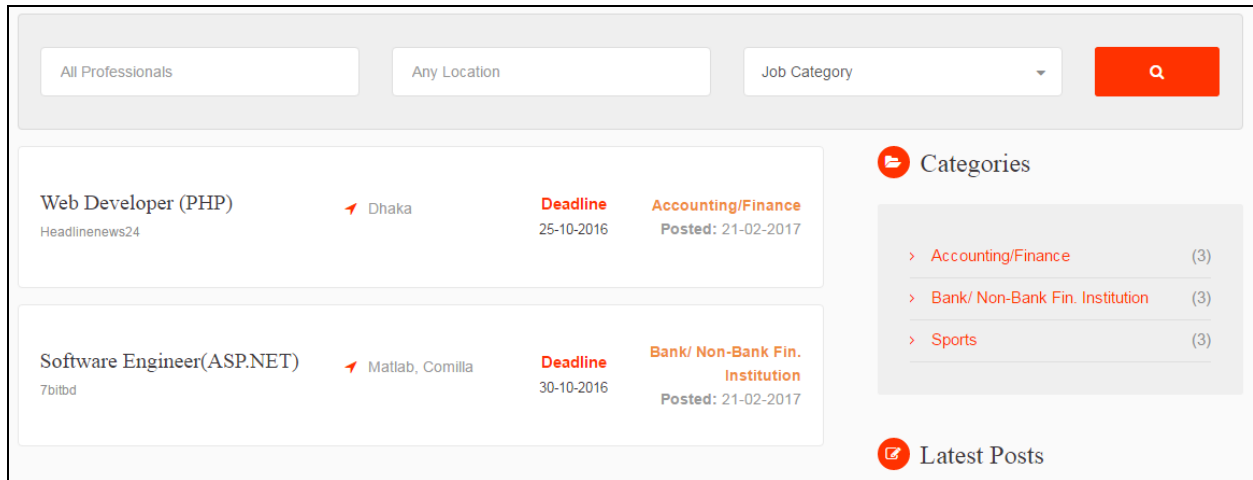 All Professionals
Any Location
Job Category
Web Developer (PHP)
Headlinenews24
Dhaka
Deadline
25-10-2016
Accounting/Finance
Posted: 21-02-2017
Software Engineer(ASP.NET)
7bitbd
Matlab, Comilla
Deadline
30-10-2016
Bank/ Non-Bank Fin.
Institution
Posted: 21-02-2017
Categories
Accounting/Finance (3)
Bank/ Non-Bank Fin. Institution (3)
Sports (3)
Latest Posts